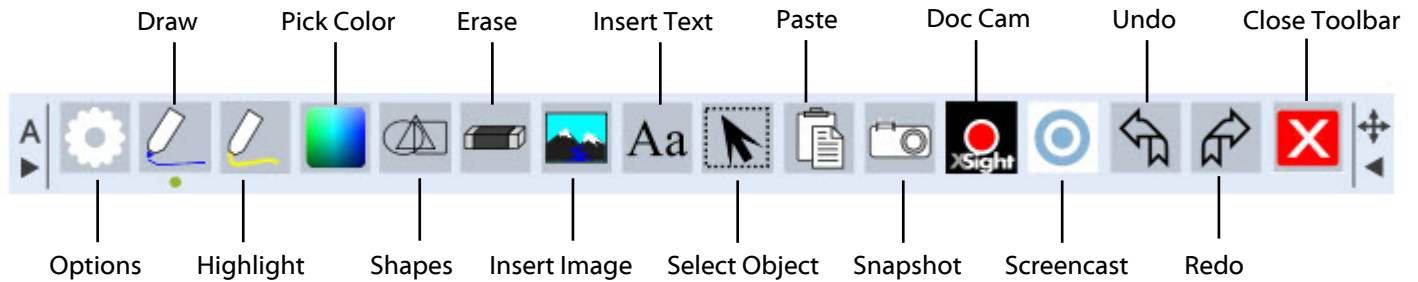 Draw Pick Color Erase Insert Text Paste Doc Cam Undo Close Toolbar
A Aa XSight X
Options Highlight Shapes Insert Image Select Object Snapshot Screencast Redo